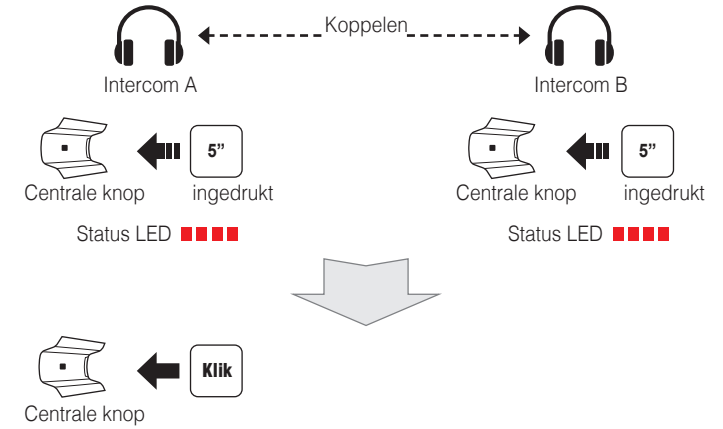 Koppelen
Intercom A Intercom B
5” 5”
Centrale knop ingedrukt Centrale knop ingedrukt
Status LED Status LED
Klik
Centrale knop